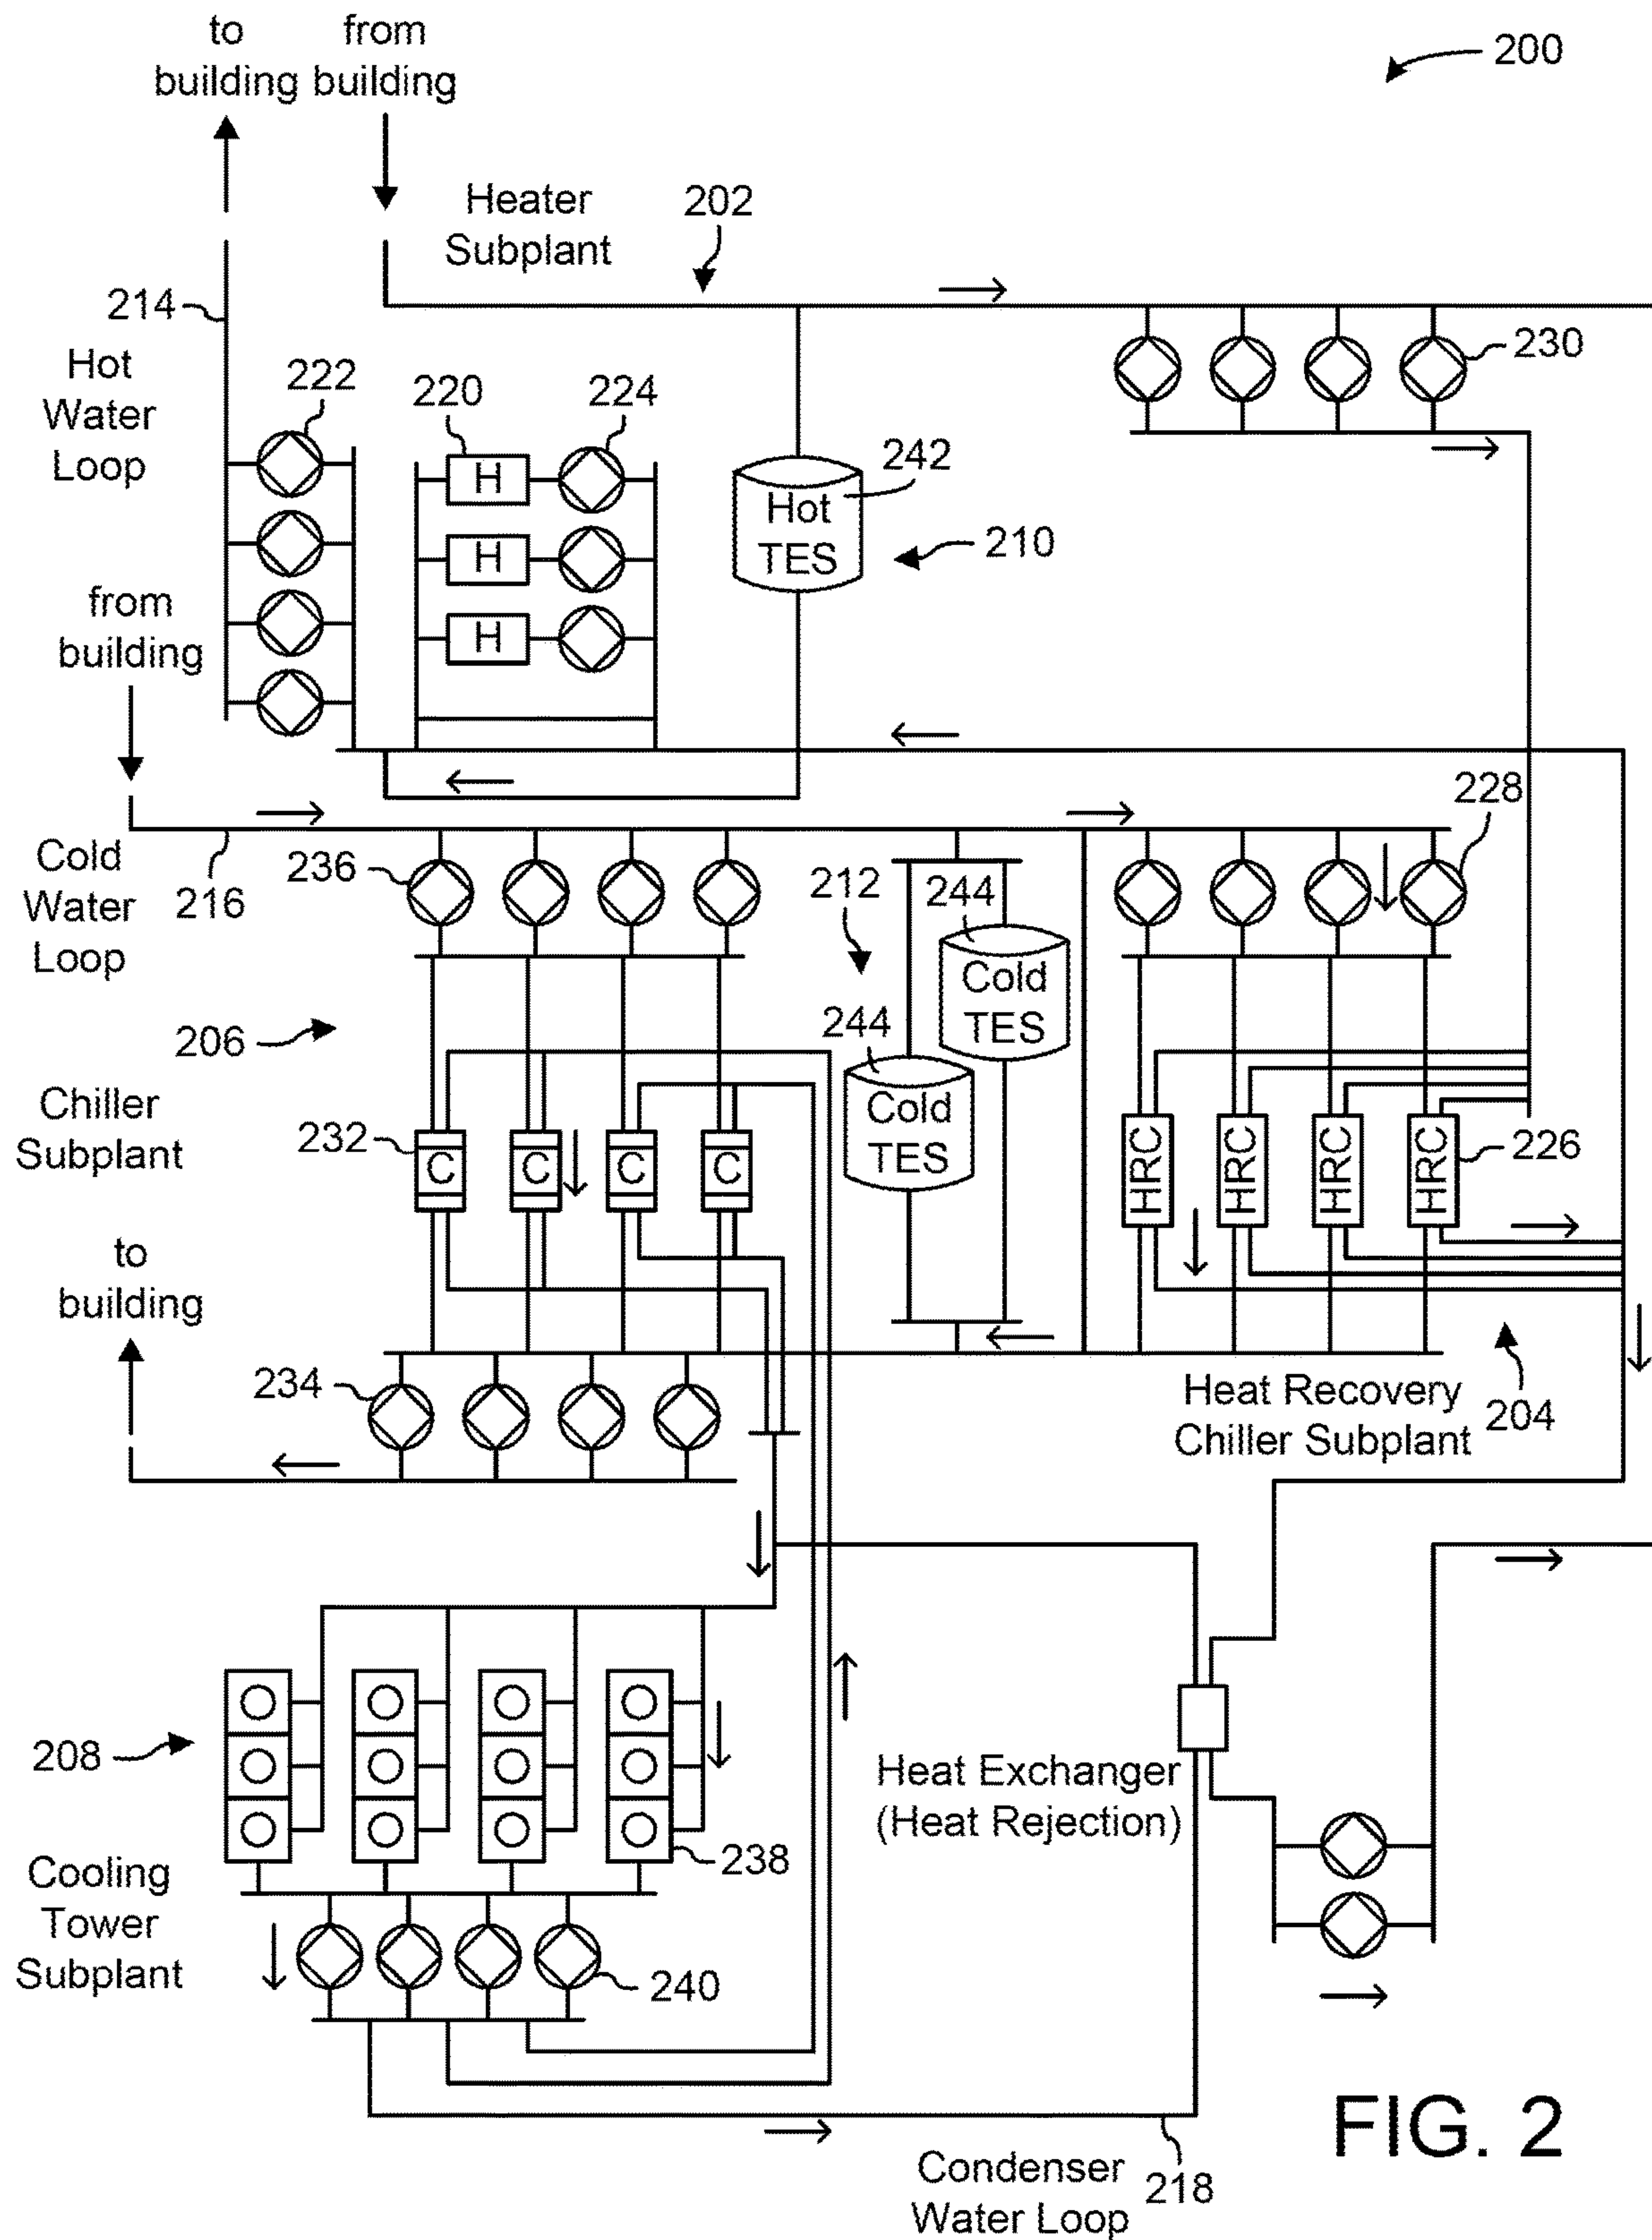 to
building
from
building
200
Heater
Subplant
202
214
Hot
Water
Loop
222
220
224
H
H
H
Hot
TES
242
210
230
from
building
Cold
Water
Loop
216
236
212
244
244
Cold
TES
Cold
TES
228
206
Chiller
Subplant
232
C
C
C
C
HRC
HRC
HRC
HRC
226
to
building
234
Heat Recovery
Chiller Subplant
204
208
Cooling
Tower
Subplant
238
240
Heat Exchanger
(Heat Rejection)
Condenser
Water Loop
218
FIG. 2